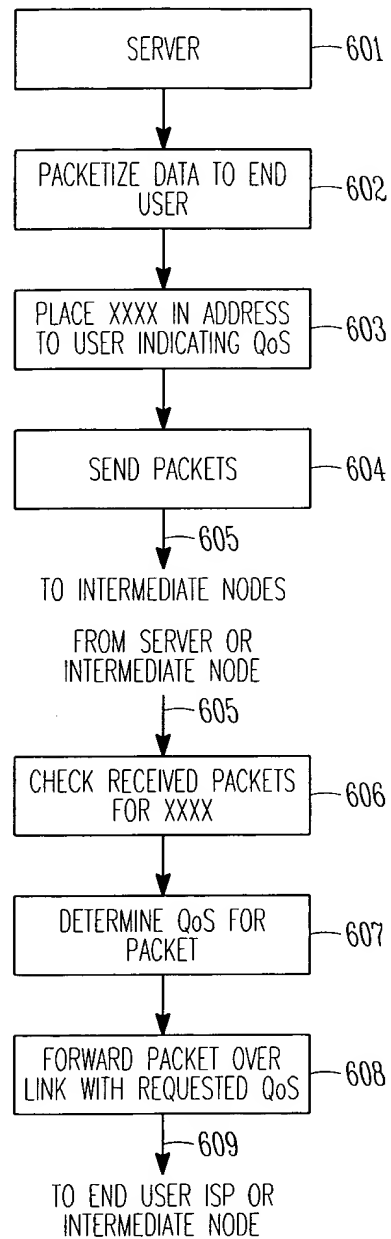 SERVER
601
PACKETIZE DATA TO END
USER
602
PLACE XXXX IN ADDRESS
TO USER INDICATING QoS
603
SEND PACKETS
604
605
TO INTERMEDIATE NODES
FROM SERVER OR
INTERMEDIATE NODE
605
CHECK RECEIVED PACKETS
FOR XXXX
606
DETERMINE QoS FOR
PACKET
607
FORWARD PACKET OVER
LINK WITH REQUESTED QoS
608
609
TO END USER ISP OR
INTERMEDIATE NODE